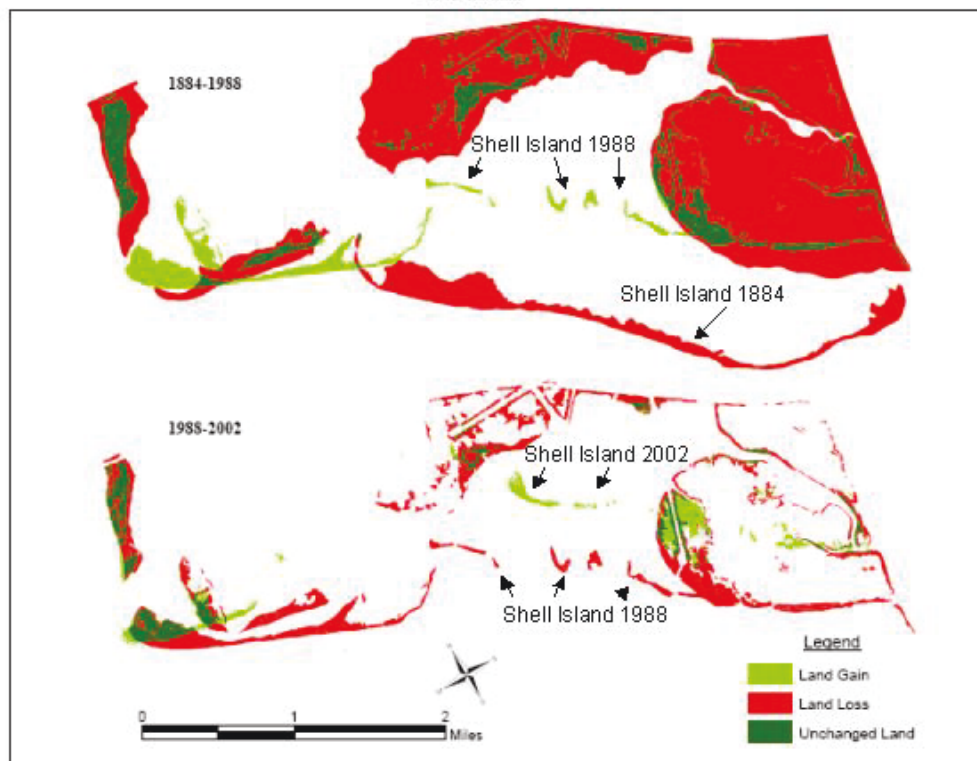 1884-1988
Shell Island 1988
Shell Island 1884
1988-2002
Shell Island 2002
Shell Island 1988
Legend
Land Gain
Land Loss
Unchanged Land
0 1 2
Miles